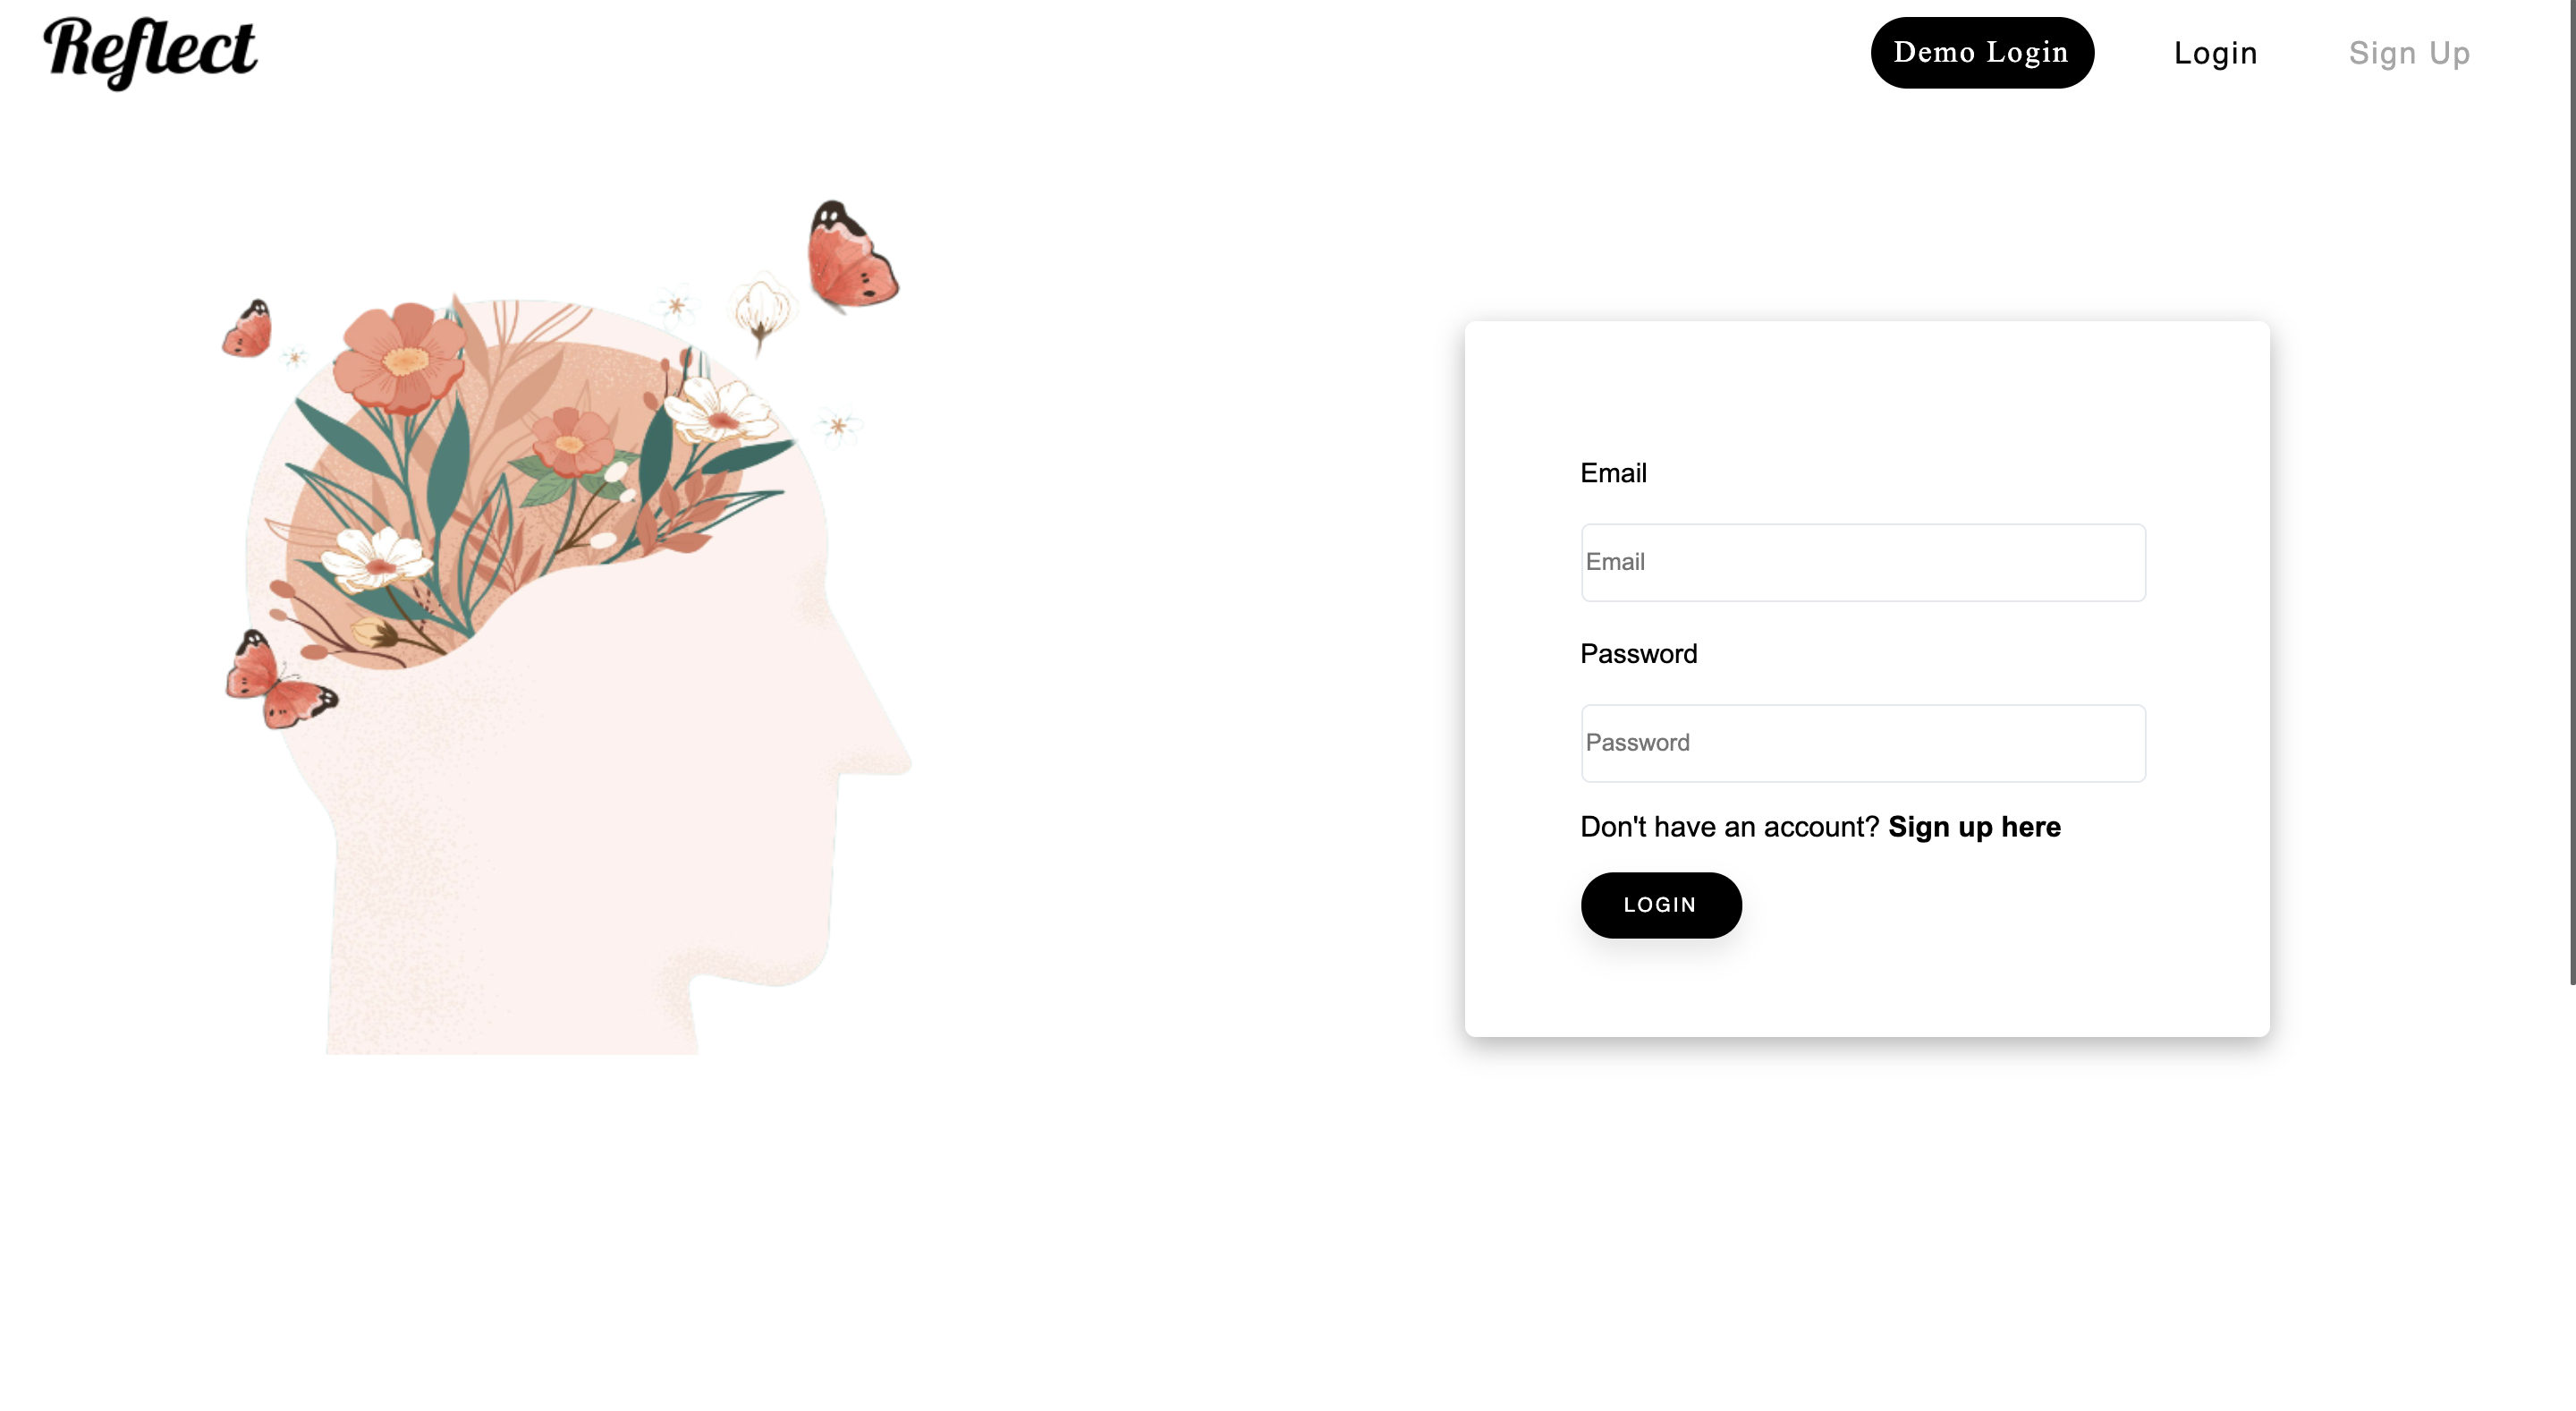 Reflect
Demo Login
Login
Sign Up
Email
Email
Password
Password
Don't have an account? Sign up here
LOGIN